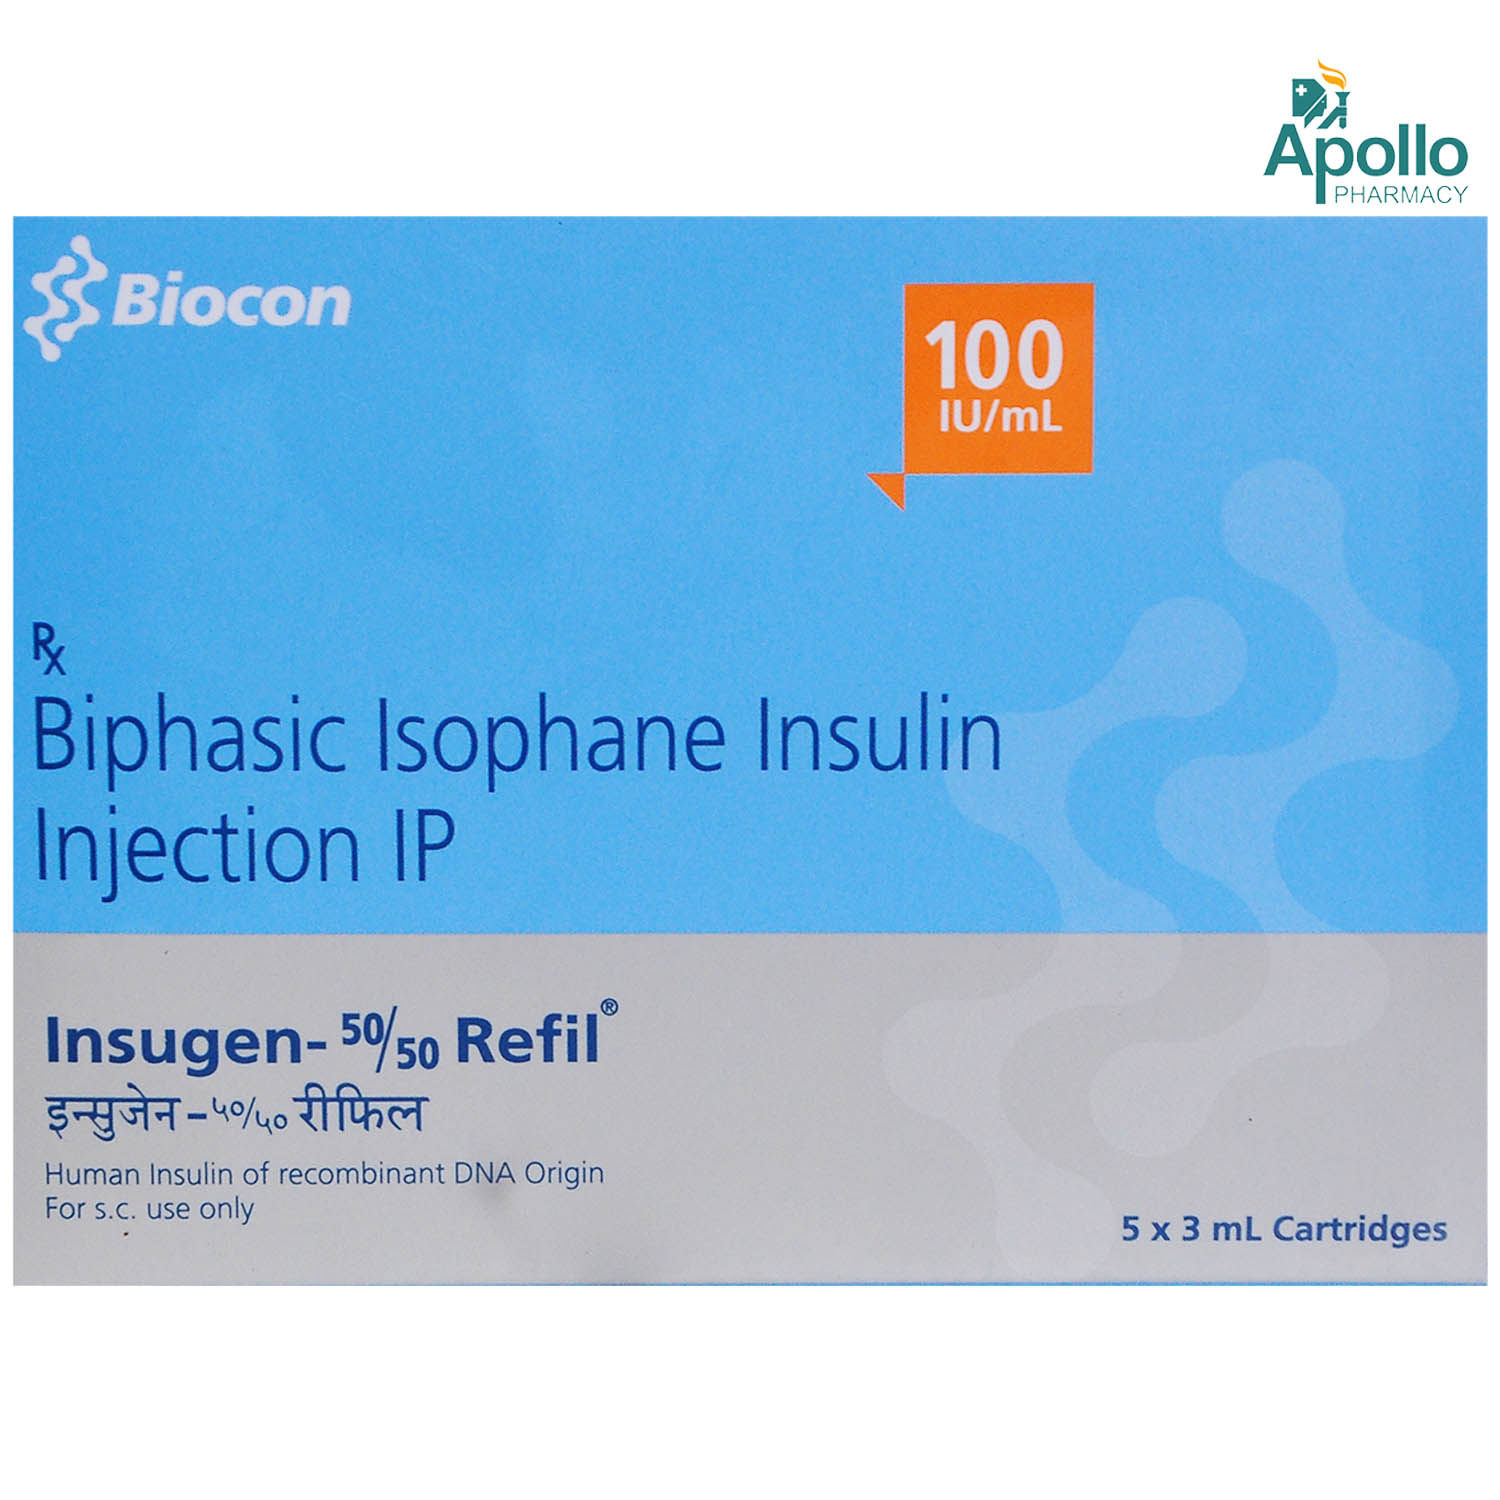 Apollo
PHARMACY
Biocon
100
IU/mL
Rx
Biphasic Isophane Insulin
Injection IP
Insugen- 50/50 Refil®
इन्सुजेन -५०/५० रीफिल
Human Insulin of recombinant DNA Origin
For s.c. use only
5 x 3 mL Cartridges